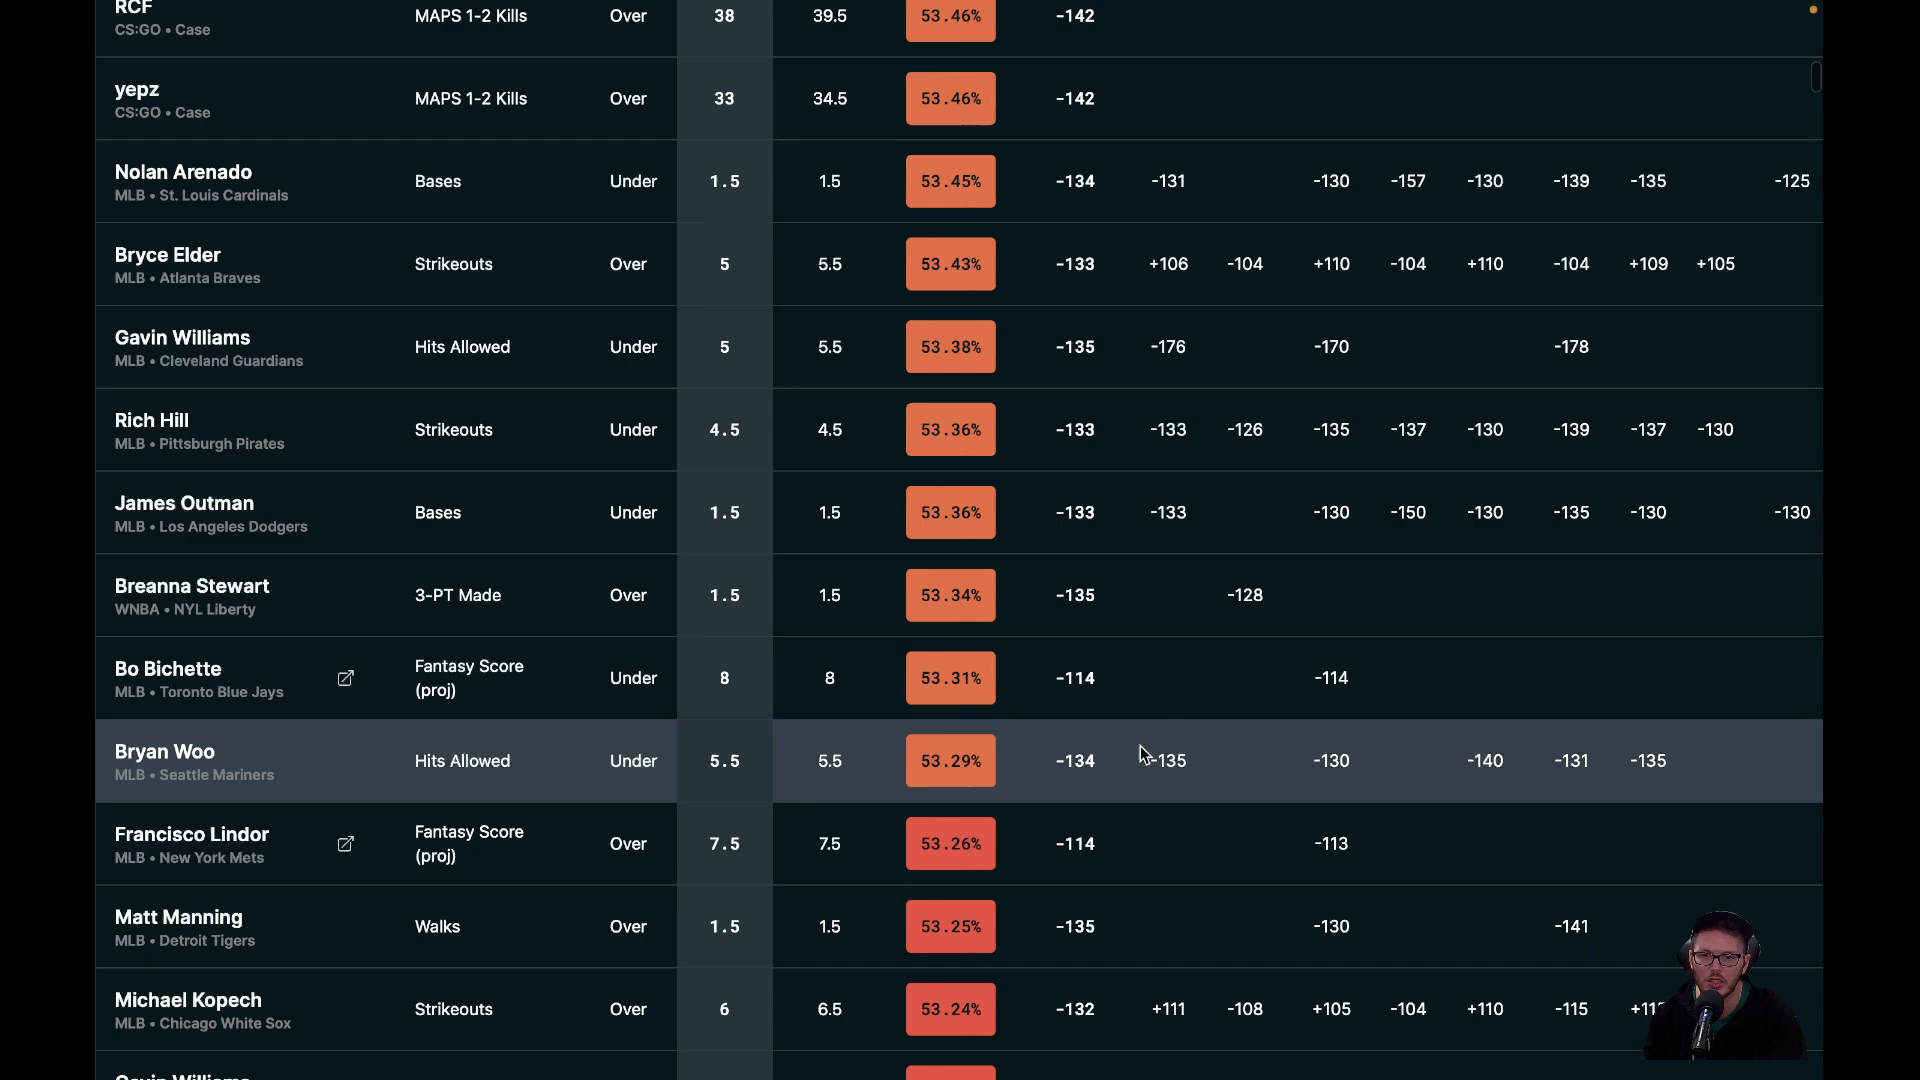 RCF MAPS 1-2 Kills Over 38 39.5 53.46% -142
CS:GO • Case
yepz MAPS 1-2 Kills Over 33 34.5 53.46% -142
CS:GO • Case
Nolan Arenado Bases Under 1.5 1.5 53.45% -134 -131 -130 -157 -130 -139 -135 -125
MLB • St. Louis Cardinals
Bryce Elder Strikeouts Over 5 5.5 53.43% -133 +106 -104 +110 -104 +110 -104 +109 +105
MLB • Atlanta Braves
Gavin Williams Hits Allowed Under 5 5.5 53.38% -135 -176 -170 -178
MLB • Cleveland Guardians
Rich Hill Strikeouts Under 4.5 4.5 53.36% -133 -133 -126 -135 -137 -130 -139 -137 -130
MLB • Pittsburgh Pirates
James Outman Bases Under 1.5 1.5 53.36% -133 -133 -130 -150 -130 -135 -130 -130
MLB • Los Angeles Dodgers
Breanna Stewart 3-PT Made Over 1.5 1.5 53.34% -135 -128
WNBA • NYL Liberty
Bo Bichette Fantasy Score (proj) Under 8 8 53.31% -114 -114
MLB • Toronto Blue Jays
Bryan Woo Hits Allowed Under 5.5 5.5 53.29% -134 -135 -130 -140 -131 -135
MLB • Seattle Mariners
Francisco Lindor Fantasy Score (proj) Over 7.5 7.5 53.26% -114 -113
MLB • New York Mets
Matt Manning Walks Over 1.5 1.5 53.25% -135 -130 -141
MLB • Detroit Tigers
Michael Kopech Strikeouts Over 6 6.5 53.24% -132 +111 -108 +105 -104 +110 -115
MLB • Chicago White Sox